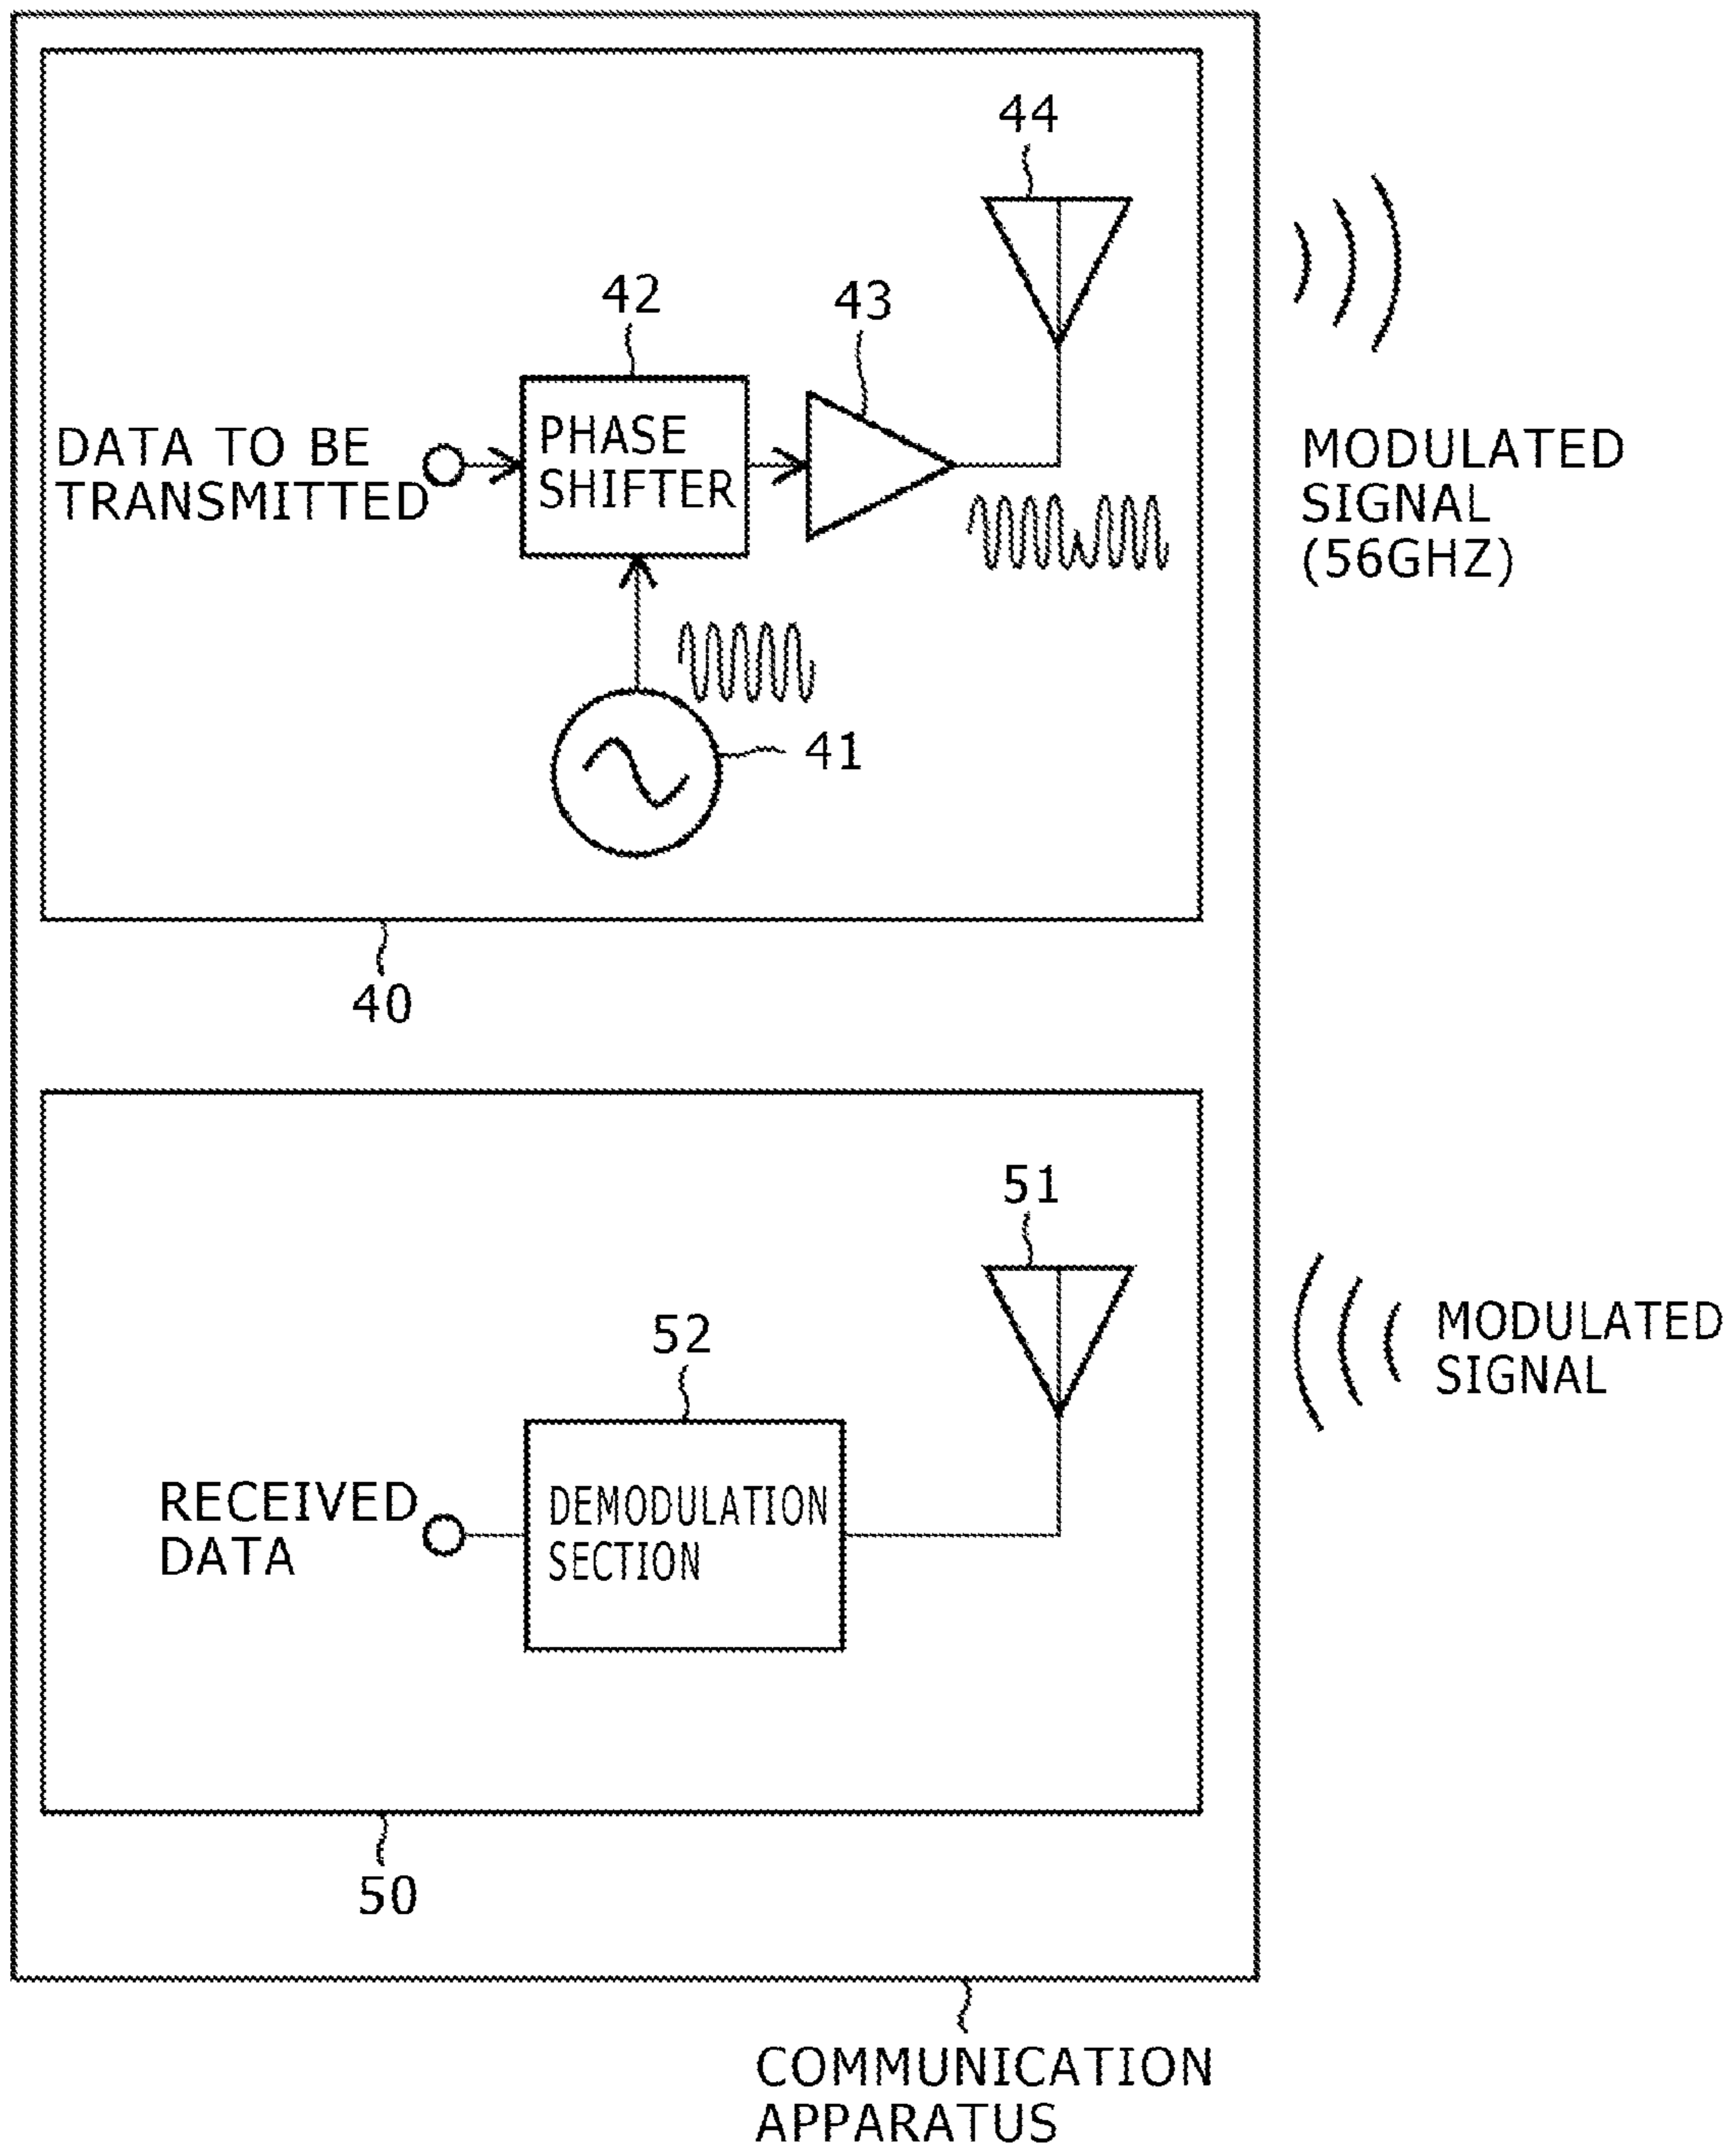 44
42
43
DATA TO BE
TRANSMITTED
PHASE
SHIFTER
MODULATED
SIGNAL
(56GHZ)
41
40
51
52
MODULATED
SIGNAL
RECEIVED
DATA
DEMODULATION
SECTION
50
COMMUNICATION
APPARATUS